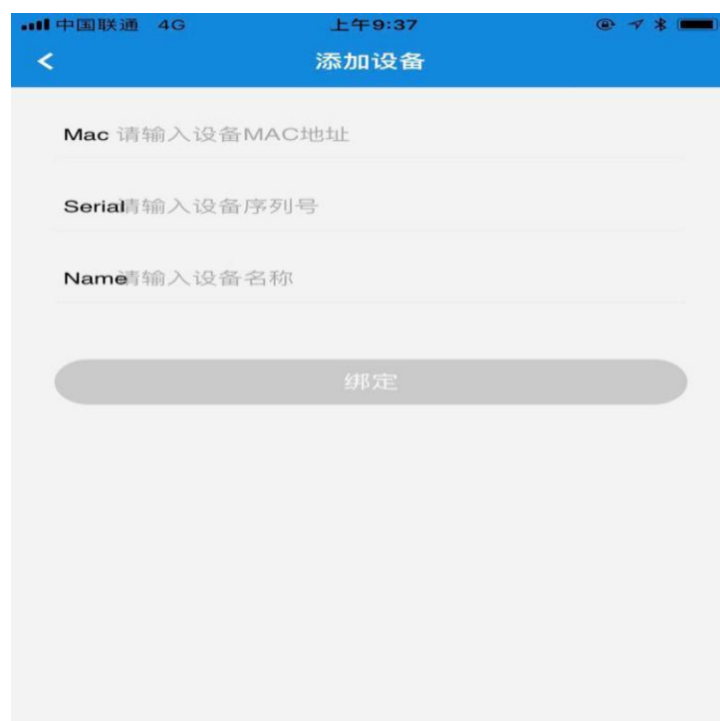 中国联通 4G 上午9:37
添加设备
Mac 请输入设备MAC地址
Serial请输入设备序列号
Name请输入设备名称
绑定